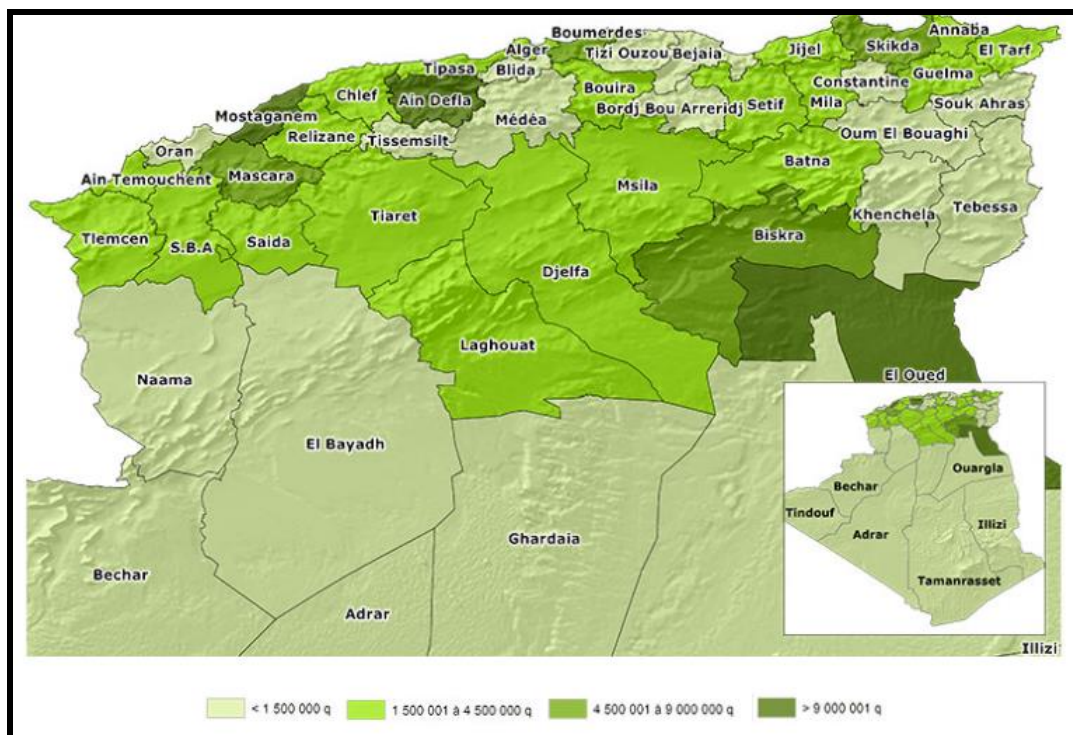 Boumerdes
Annaba
Alger
Tizi Ouzou
Bejaia
Jijel
Skikda
El Tarf
Tipasa
Blida
Constantine
Guelma
Chlef
Ain Defla
Bouira
Mostaganem
Médéa
Bordj Bou Arreridj
Setif
Mila
Souk Ahras
Relizane
Tissemsilt
Oum El Bouaghi
Oran
Batna
Ain Temouchent
Mascara
Msila
Tiaret
Khenchela
Tebessa
Tlemcen
S.B.A
Saida
Biskra
Djelfa
Laghouat
Naama
El Oued
El Bayadh
Ghardaia
Bechar
Adrar
Illizi
Ouargla
Bechar
Tindouf
Adrar
Illizi
Tamanrasset
< 1 500 000 q
1 500 001 à 4 500 000 q
4 500 001 à 9 000 000 q
> 9 000 001 q